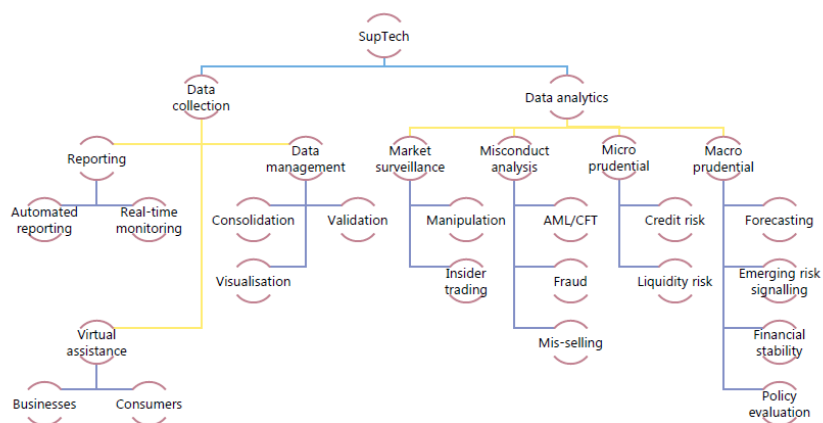 SupTech
Data
collection
Data analytics
Reporting
Data
management
Market
surveillance
Misconduct
analysis
Micro
prudential
Macro
prudential
Automated
reporting
Real-time
monitoring
Consolidation
Validation
Manipulation
AML/CFT
Credit risk
Forecasting
Visualisation
Insider
trading
Fraud
Liquidity risk
Emerging risk
signalling
Virtual
assistance
Mis-selling
Financial
stability
Businesses
Consumers
Policy
evaluation